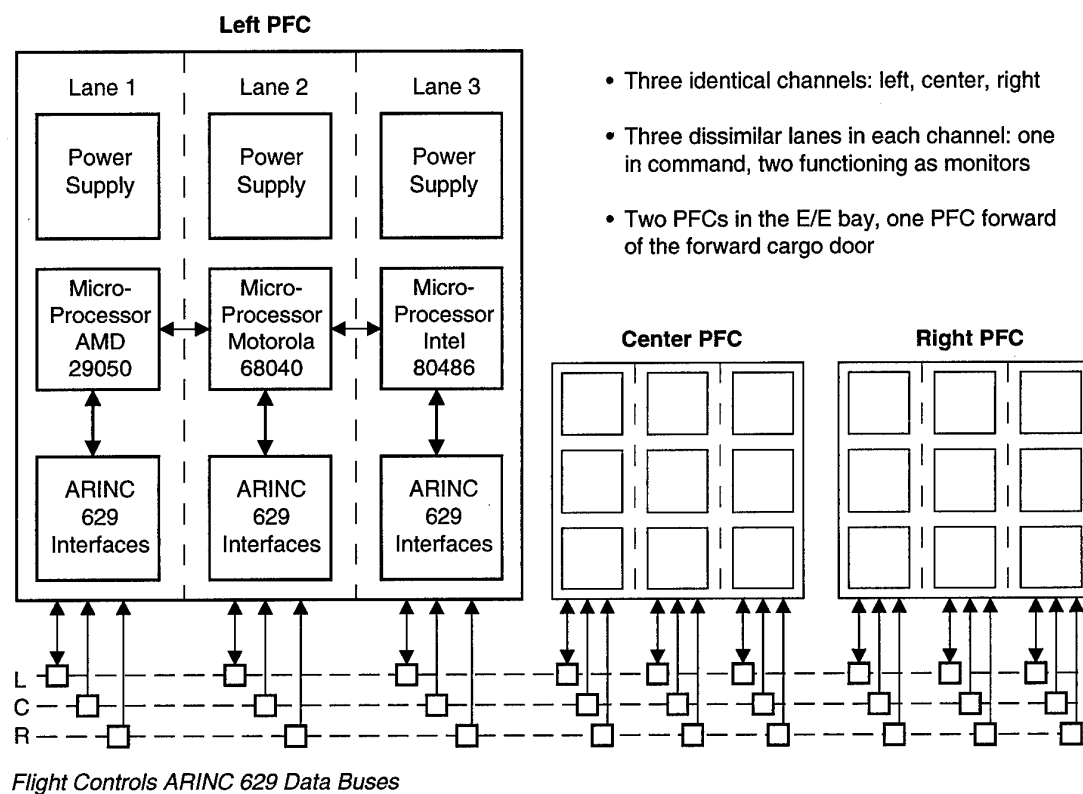 Left PFC
Lane 1
Lane 2
Lane 3
Power
Supply
Power
Supply
Power
Supply
Micro-
Processor
AMD
29050
Micro-
Processor
Motorola
68040
Micro-
Processor
Intel
80486
ARINC
629
Interfaces
ARINC
629
Interfaces
ARINC
629
Interfaces
• Three identical channels: left, center, right
• Three dissimilar lanes in each channel: one
in command, two functioning as monitors
• Two PFCs in the E/E bay, one PFC forward
of the forward cargo door
Center PFC
Right PFC
L
C
R
Flight Controls ARINC 629 Data Buses